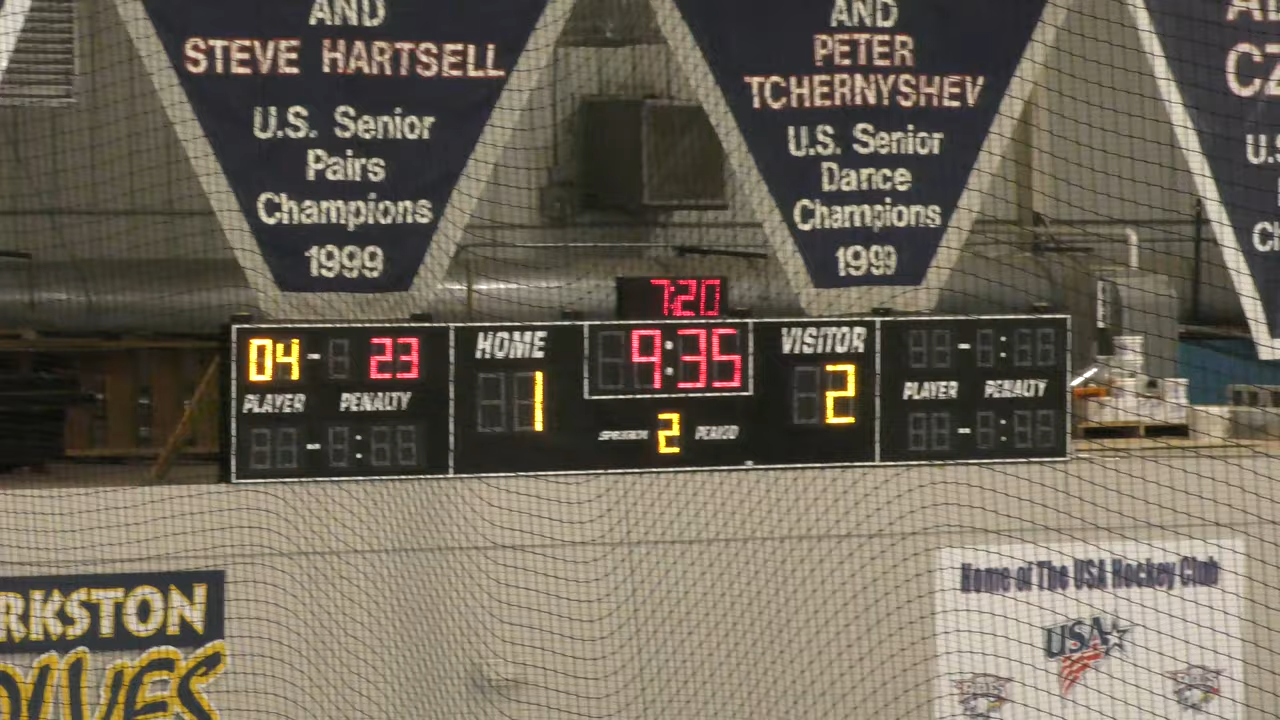 AND
STEVE HARTSELL
U.S. Senior
Pairs
Champions
1999
AND
PETER
TCHERNYSHEV
U.S. Senior
Dance
Champions
1999
CZ
U.S
7:20
04 - 23
PLAYER PENALTY
HOME
1
9:35
2 PERIOD
VISITOR
2
PLAYER PENALTY
RKSTON
OLVES
Home of The USA Hockey Club
USA